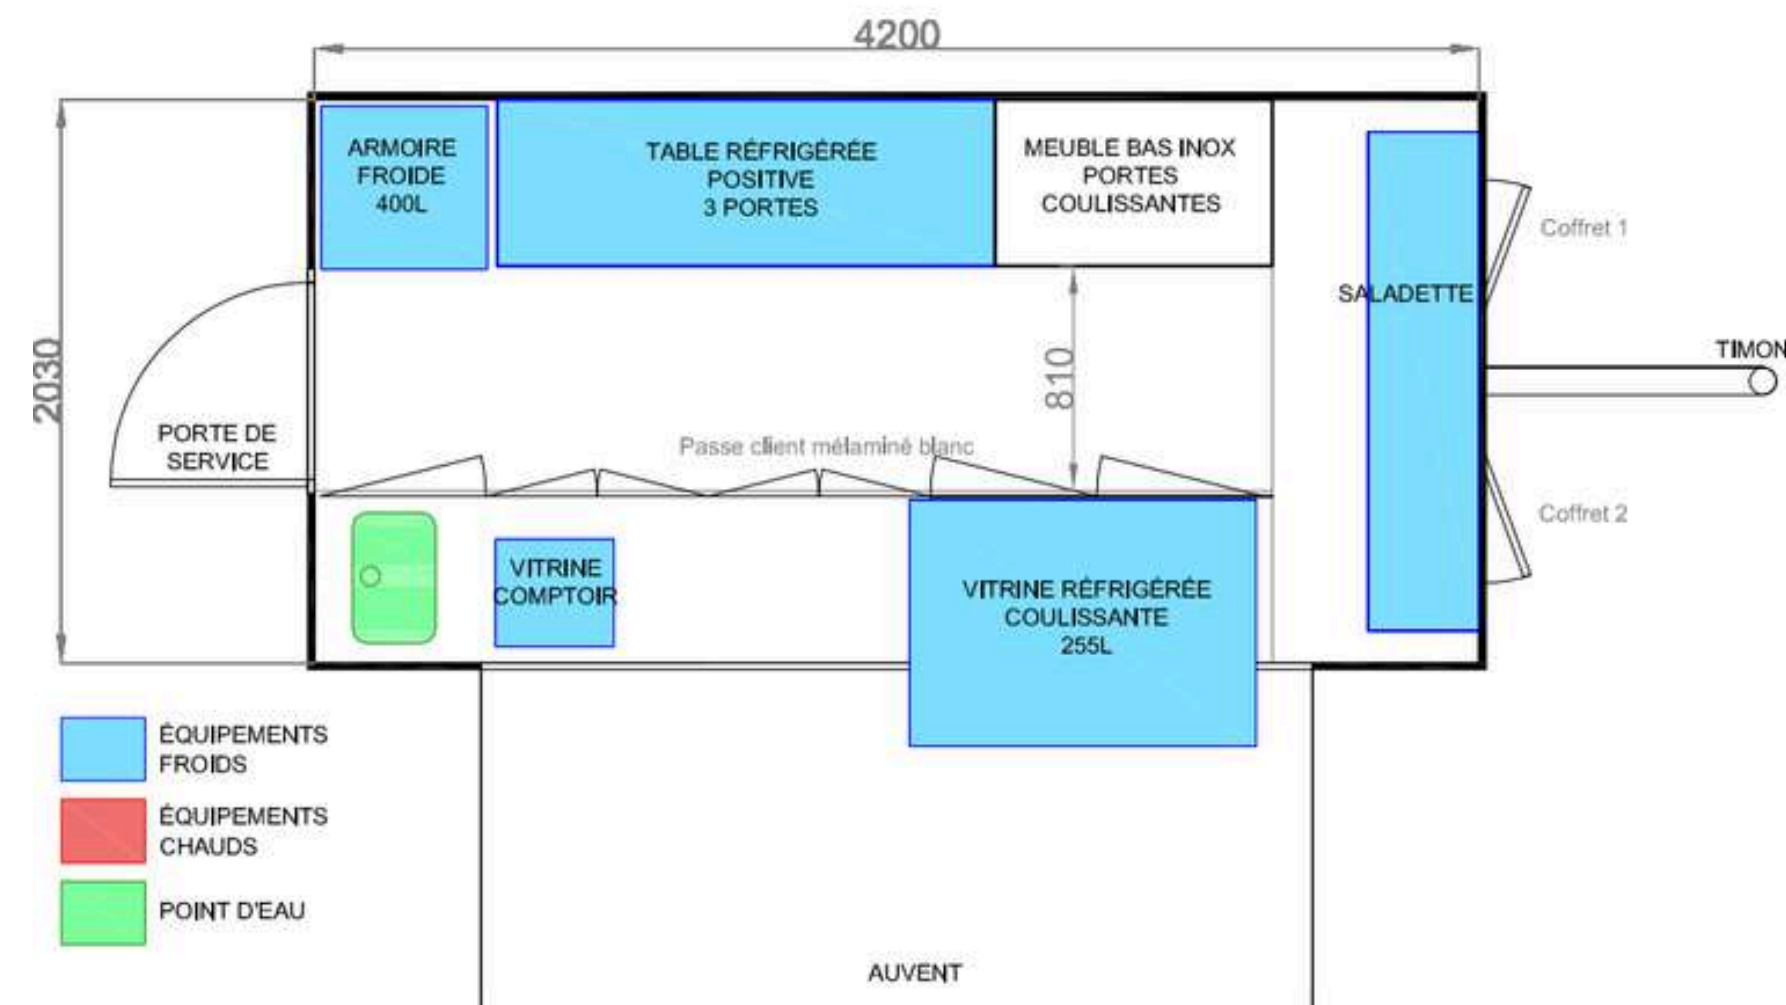 4200
ARMOIRE
FROIDE
400L
TABLE RÉFRIGÉRÉE
POSITIVE
3 PORTES
MEUBLE BAS INOX
PORTES
COULISSANTES
Coffret 1
SALADETTE
TIMON
2030
810
PORTE DE
SERVICE
Passe client mélaminé blanc
Coffret 2
VITRINE
COMPTOIR
VITRINE RÉFRIGÉRÉE
COULISSANTE
255L
ÉQUIPEMENTS
FROIDS
ÉQUIPEMENTS
CHAUDS
POINT D'EAU
AUVENT